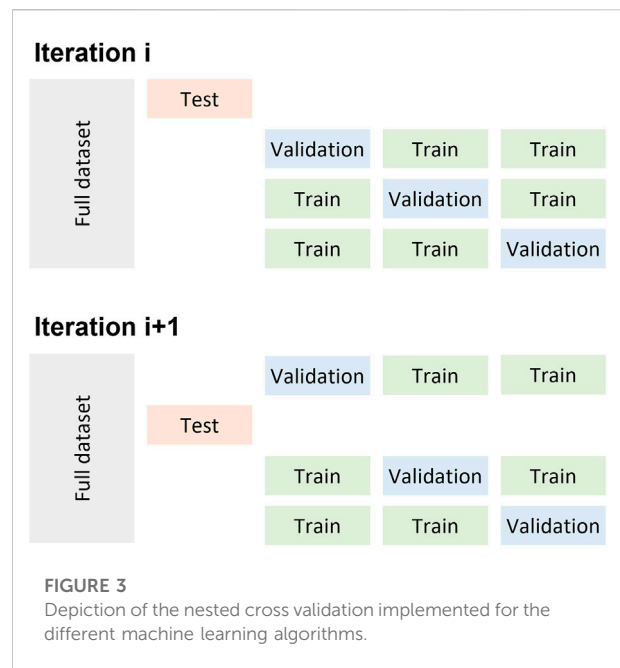 Iteration i
Full dataset
Test
Validation Train Train
Train Validation Train
Train Train Validation
Iteration i+1
Full dataset
Validation Train Train
Test
Train Validation Train
Train Train Validation
FIGURE 3
Depiction of the nested cross validation implemented for the
different machine learning algorithms.